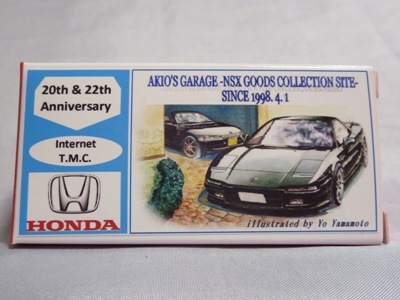 20th & 22th
Anniversary
Internet
T.M.C.
HONDA
AKIO'S GARAGE -NSX GOODS COLLECTION SITE-
SINCE 1998. 4. 1
illustrated by Yo Yamamoto